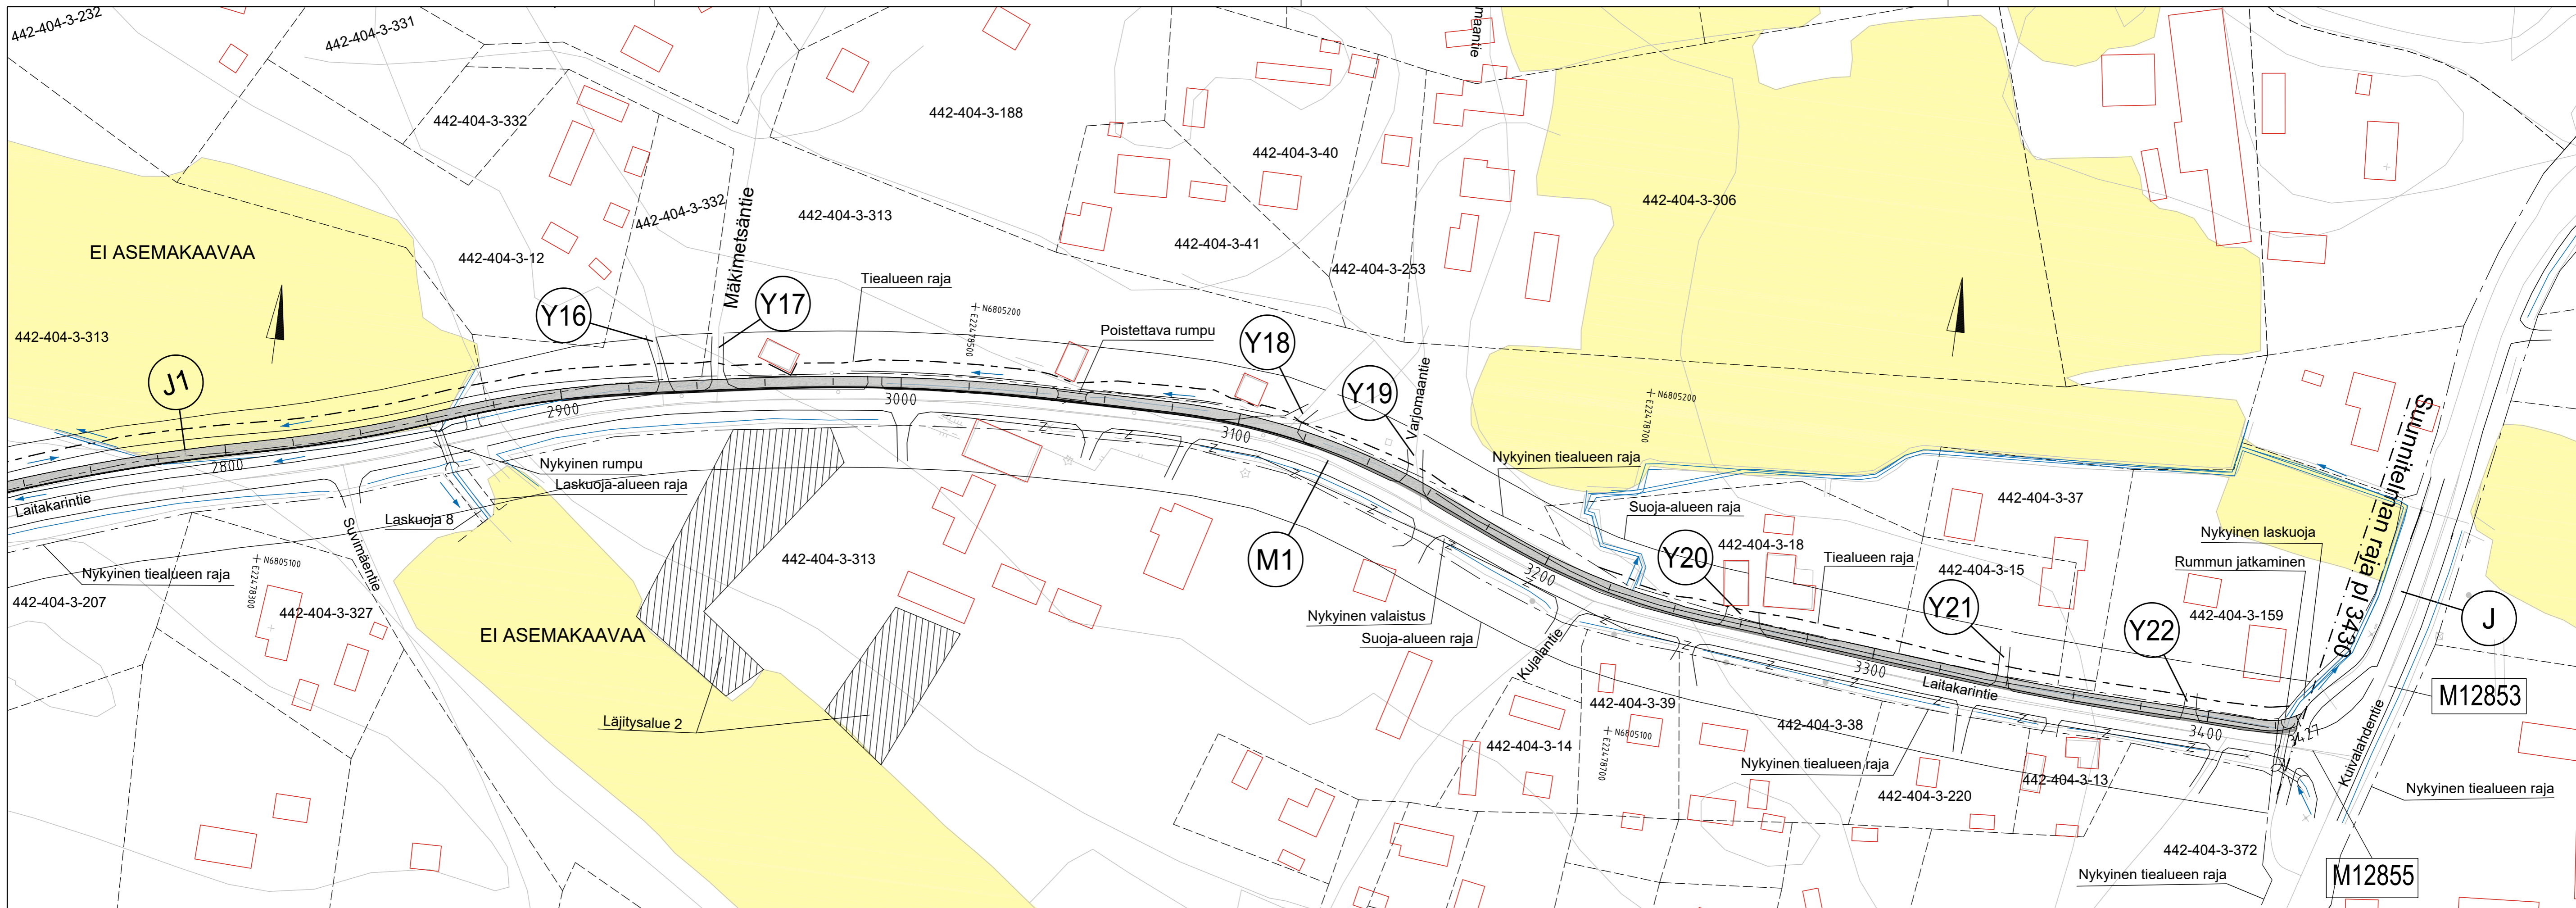 442-404-3-232
442-404-3-331
maantie
442-404-3-332
442-404-3-188
442-404-3-40
442-404-3-332
442-404-3-313
442-404-3-306
Mäkimetsäntie
EI ASEMAKAAVAA
442-404-3-12
442-404-3-41
442-404-3-253
442-404-3-313
Y16
Y17
Tiealueen raja
N6805200
E22478500
Poistettava rumpu
Y18
Y19
Varjomaantie
J1
N6805200
E22478700
2800
2900
3000
3100
Nykyinen tiealueen raja
Suunnitelman raja pl 3430
Laitakarintie
Nykyinen rumpu
Laskuoja-alueen raja
Laskuoja 8
Suvimäentie
442-404-3-37
Suoja-alueen raja
442-404-3-18
Tiealueen raja
442-404-3-15
Nykyinen laskuoja
Rummun jatkaminen
Nykyinen tiealueen raja
N6805100
E22478300
442-404-3-207
442-404-3-327
442-404-3-313
M1
3200
Y20
Y21
Y22
442-404-3-159
J
EI ASEMAKAAVAA
Nykyinen valaistus
Suoja-alueen raja
Kujalantie
3300
Laitakarintie
3400
3427
M12853
Läjitysalue 2
442-404-3-39
442-404-3-38
442-404-3-14
N6805100
E22478700
Nykyinen tiealueen raja
442-404-3-13
442-404-3-220
Kuivalahdentie
Nykyinen tiealueen raja
442-404-3-372
Nykyinen tiealueen raja
M12855